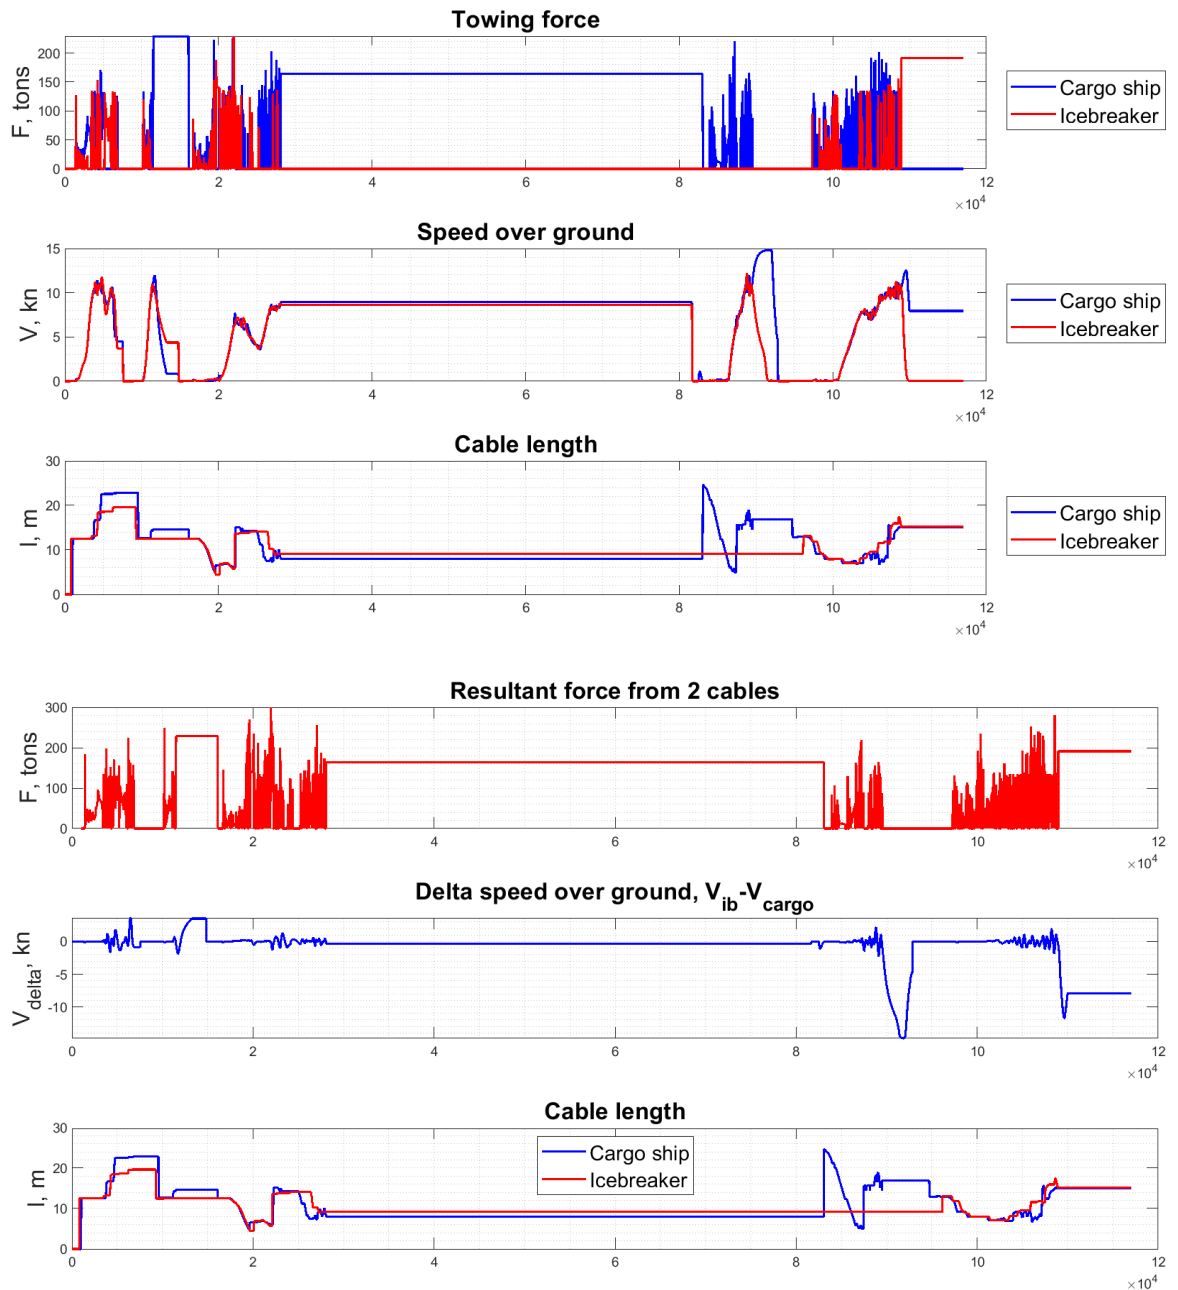 Towing force
F, tons
200
150
100
50
0
0 2 4 6 8 10 12
×10⁴
Cargo ship
Icebreaker
Speed over ground
V, kn
15
10
5
0
0 2 4 6 8 10 12
×10⁴
Cargo ship
Icebreaker
Cable length
l, m
30
20
10
0
0 2 4 6 8 10 12
×10⁴
Cargo ship
Icebreaker
Resultant force from 2 cables
F, tons
300
200
100
0
0 2 4 6 8 10 12
×10⁴
Delta speed over ground, V_ib-V_cargo
V_delta, kn
0
-5
-10
0 2 4 6 8 10 12
×10⁴
Cable length
l, m
30
20
10
0
0 2 4 6 8 10 12
×10⁴
Cargo ship
Icebreaker